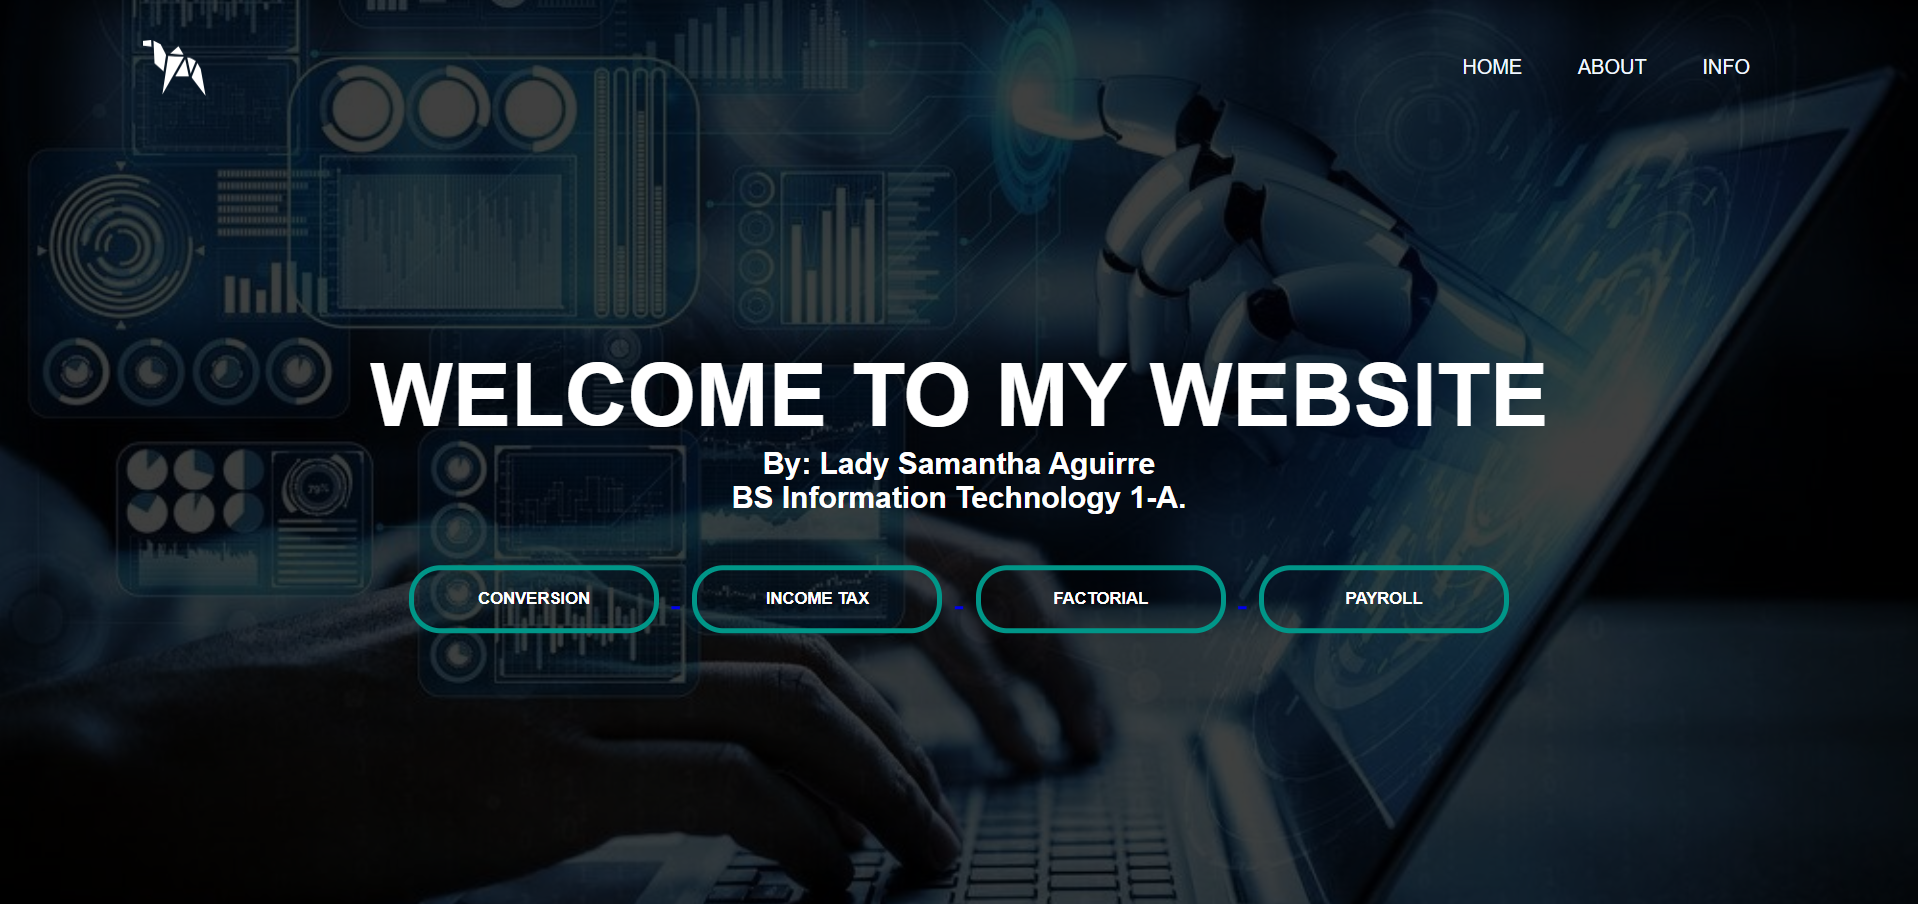 HOME ABOUT INFO
WELCOME TO MY WEBSITE
By: Lady Samantha Aguirre
BS Information Technology 1-A.
CONVERSION INCOME TAX FACTORIAL PAYROLL
79%